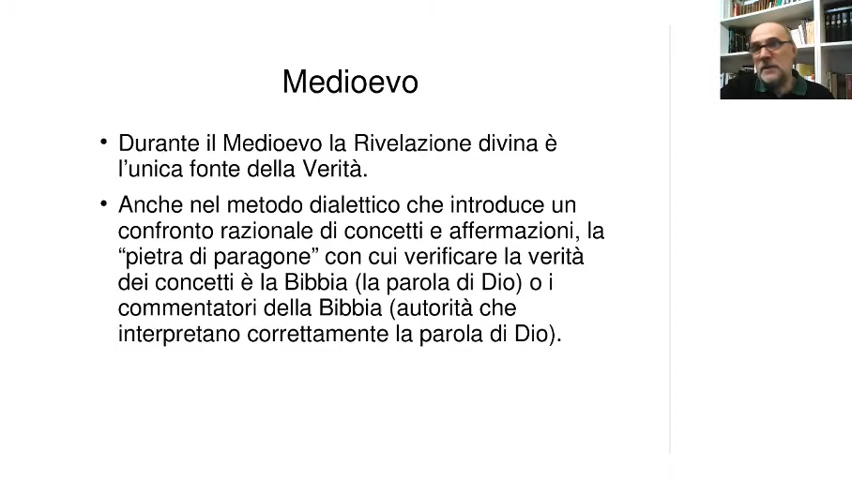 Medioevo
• Durante il Medioevo la Rivelazione divina è
l'unica fonte della Verità.
• Anche nel metodo dialettico che introduce un
confronto razionale di concetti e affermazioni, la
“pietra di paragone” con cui verificare la verità
dei concetti è la Bibbia (la parola di Dio) o i
commentatori della Bibbia (autorità che
interpretano correttamente la parola di Dio).